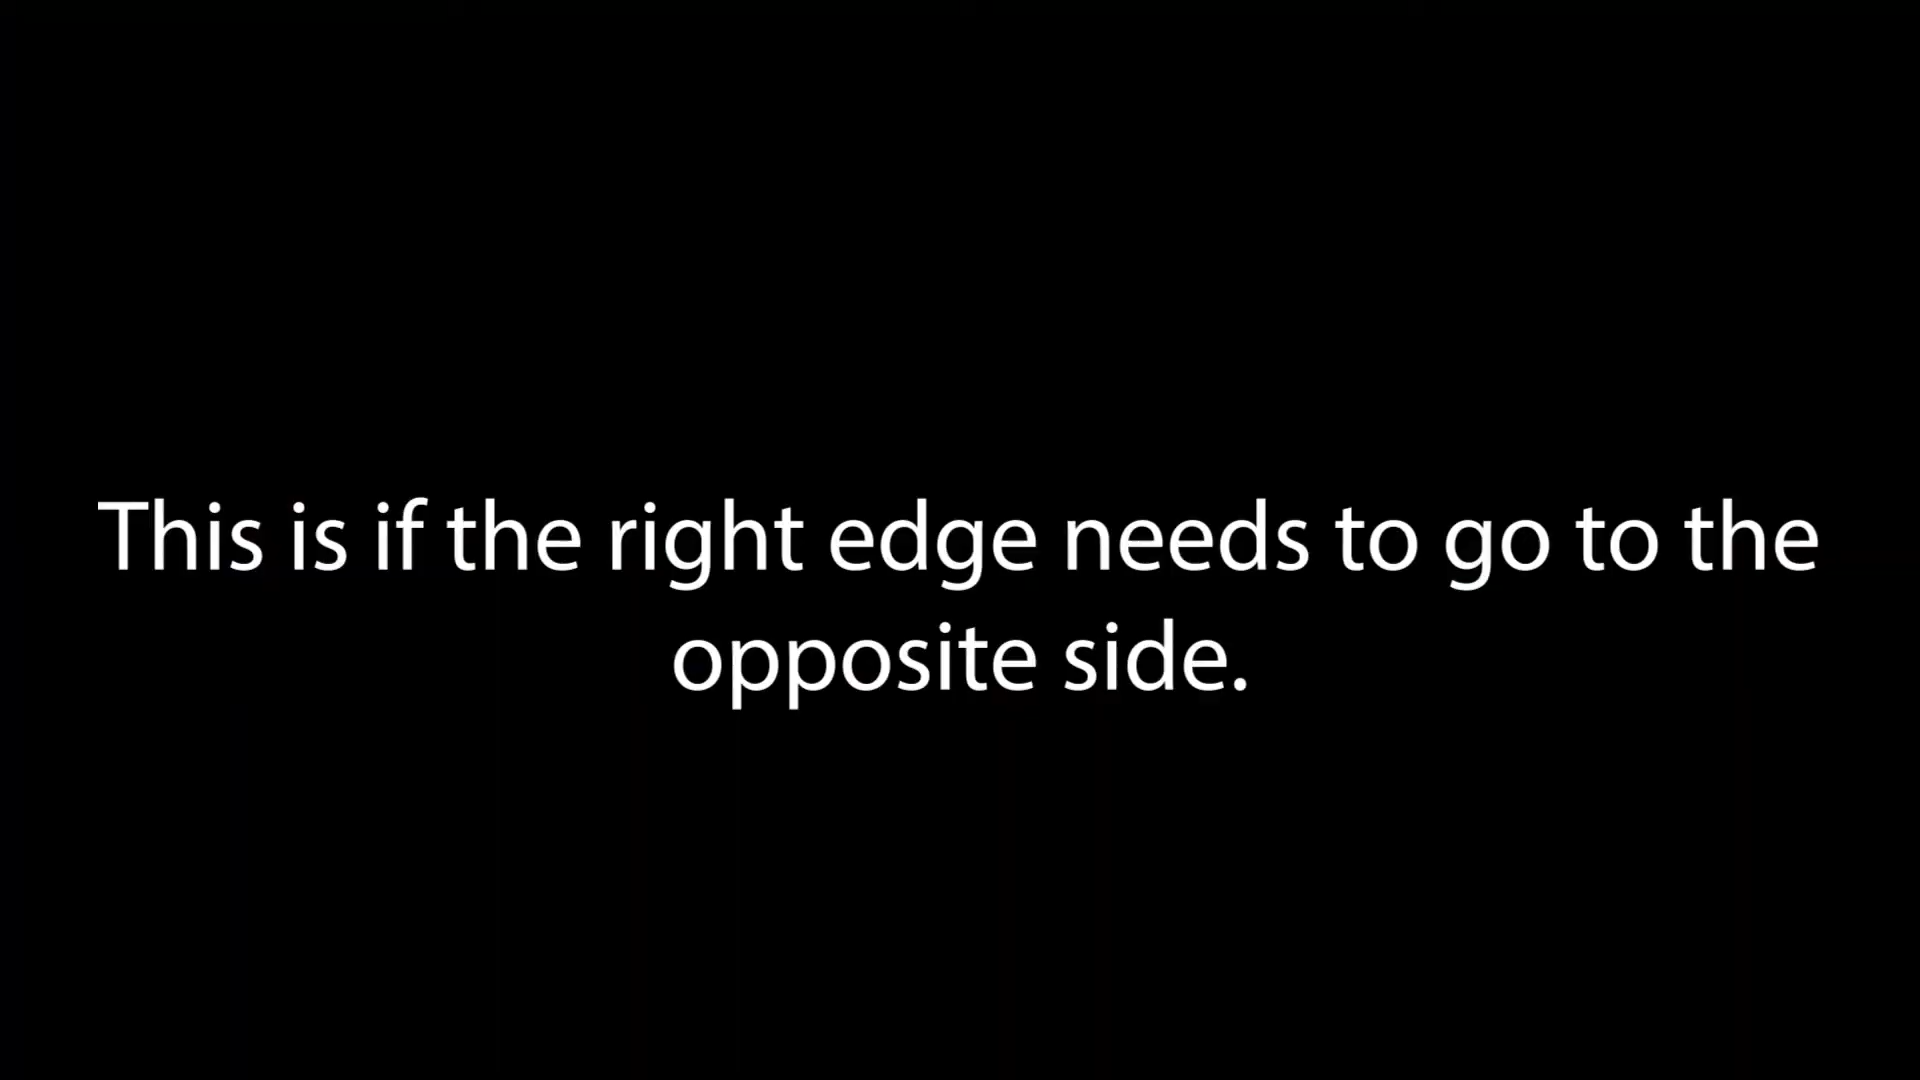 This is if the right edge needs to go to the
opposite side.